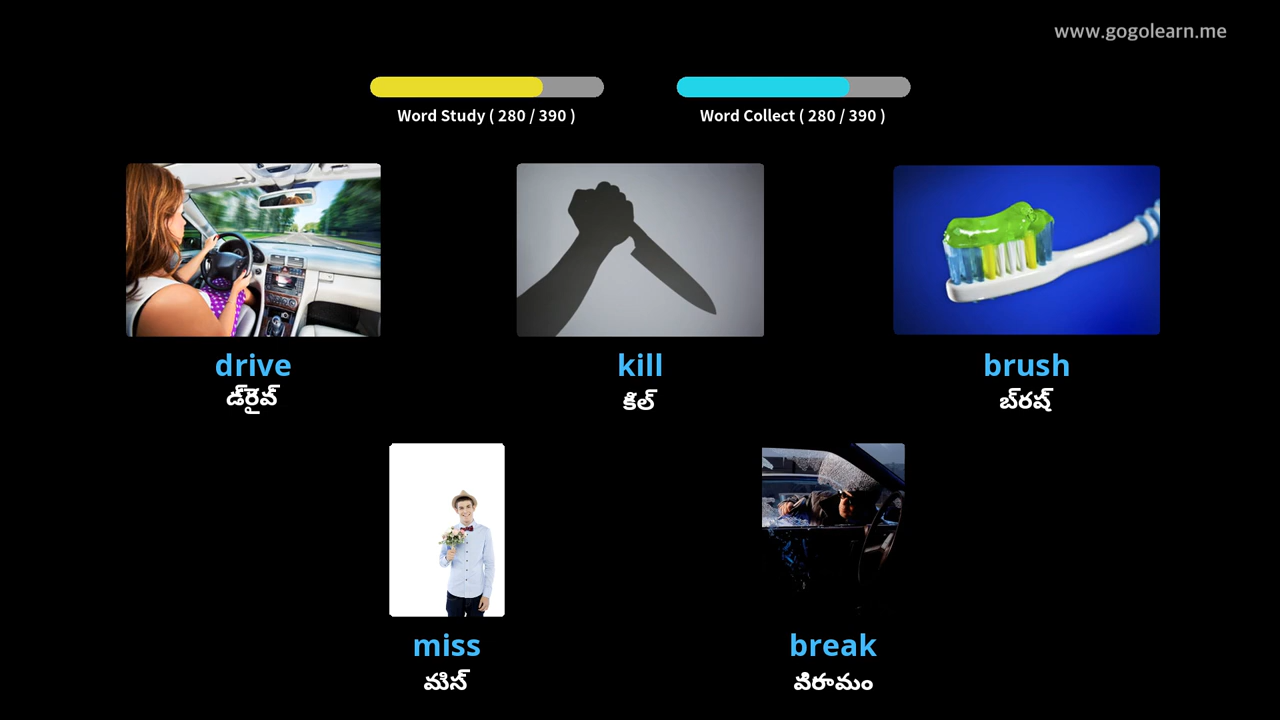 www.gogolearn.me
Word Study ( 280 / 390 )
Word Collect ( 280 / 390 )
drive
డ్రైవ్
kill
కిల్
brush
బ్రష్
miss
మిస్
break
విరామం